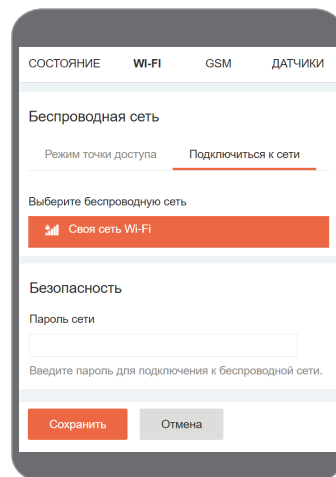 СОСТОЯНИЕ WI-FI GSM ДАТЧИКИ
Беспроводная сеть
Режим точки доступа Подключиться к сети
Выберите беспроводную сеть
Своя сеть Wi-Fi
Безопасность
Пароль сети
Введите пароль для подключения к беспроводной сети.
Сохранить Отмена